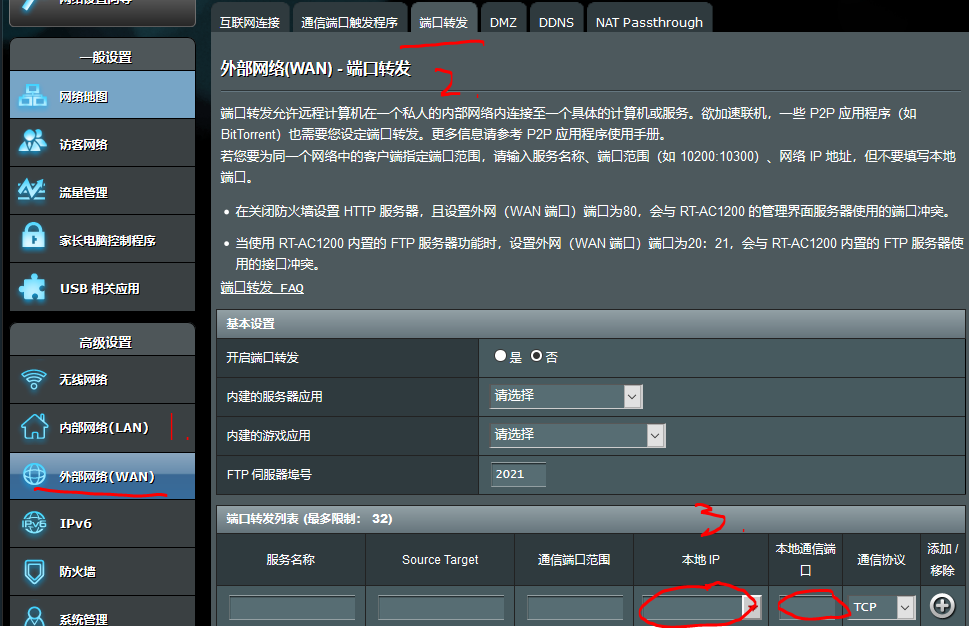 互联网连接 通信端口触发程序 端口转发 DMZ DDNS NAT Passthrough
一般设置
网络地图
访客网络
流量管理
家长电脑控制程序
USB 相关应用
高级设置
无线网络
内部网络(LAN)
外部网络(WAN)
IPv6
防火墙
系统管理
外部网络(WAN) - 端口转发
2
端口转发允许远程计算机在一个私人的内部网络内连接至一个具体的计算机或服务。欲加速联机，一些 P2P 应用程序（如
BitTorrent）也需要您设定端口转发。更多信息请参考 P2P 应用程序使用手册。
若您要为同一个网络中的客户端指定端口范围，请输入服务名称、端口范围（如 10200:10300）、网络 IP 地址，但不要填写本地
端口。
• 在关闭防火墙设置 HTTP 服务器，且设置外网（WAN 端口）端口为80，会与 RT-AC1200 的管理界面服务器使用的端口冲突。
• 当使用 RT-AC1200 内置的 FTP 服务器功能时，设置外网（WAN 端口）端口为20：21，会与 RT-AC1200 内置的 FTP 服务器使
用的接口冲突。
端口转发 FAQ
基本设置
开启端口转发 是 否
内建的服务器应用 请选择
内建的游戏应用 请选择
FTP 伺服器埠号 2021
端口转发列表 (最多限制： 32) 3
服务名称 Source Target 通信端口范围 本地 IP 本地通信端
口 通信协议 添加 /
移除
TCP